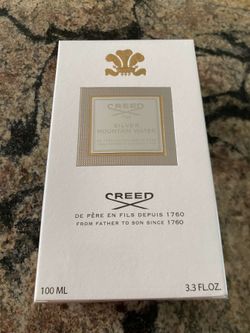 CREED
SILVER
MOUNTAIN WATER
CREED
DE PÈRE EN FILS DEPUIS 1760
FROM FATHER TO SON SINCE 1760
100 ML
3.3 FL.OZ.